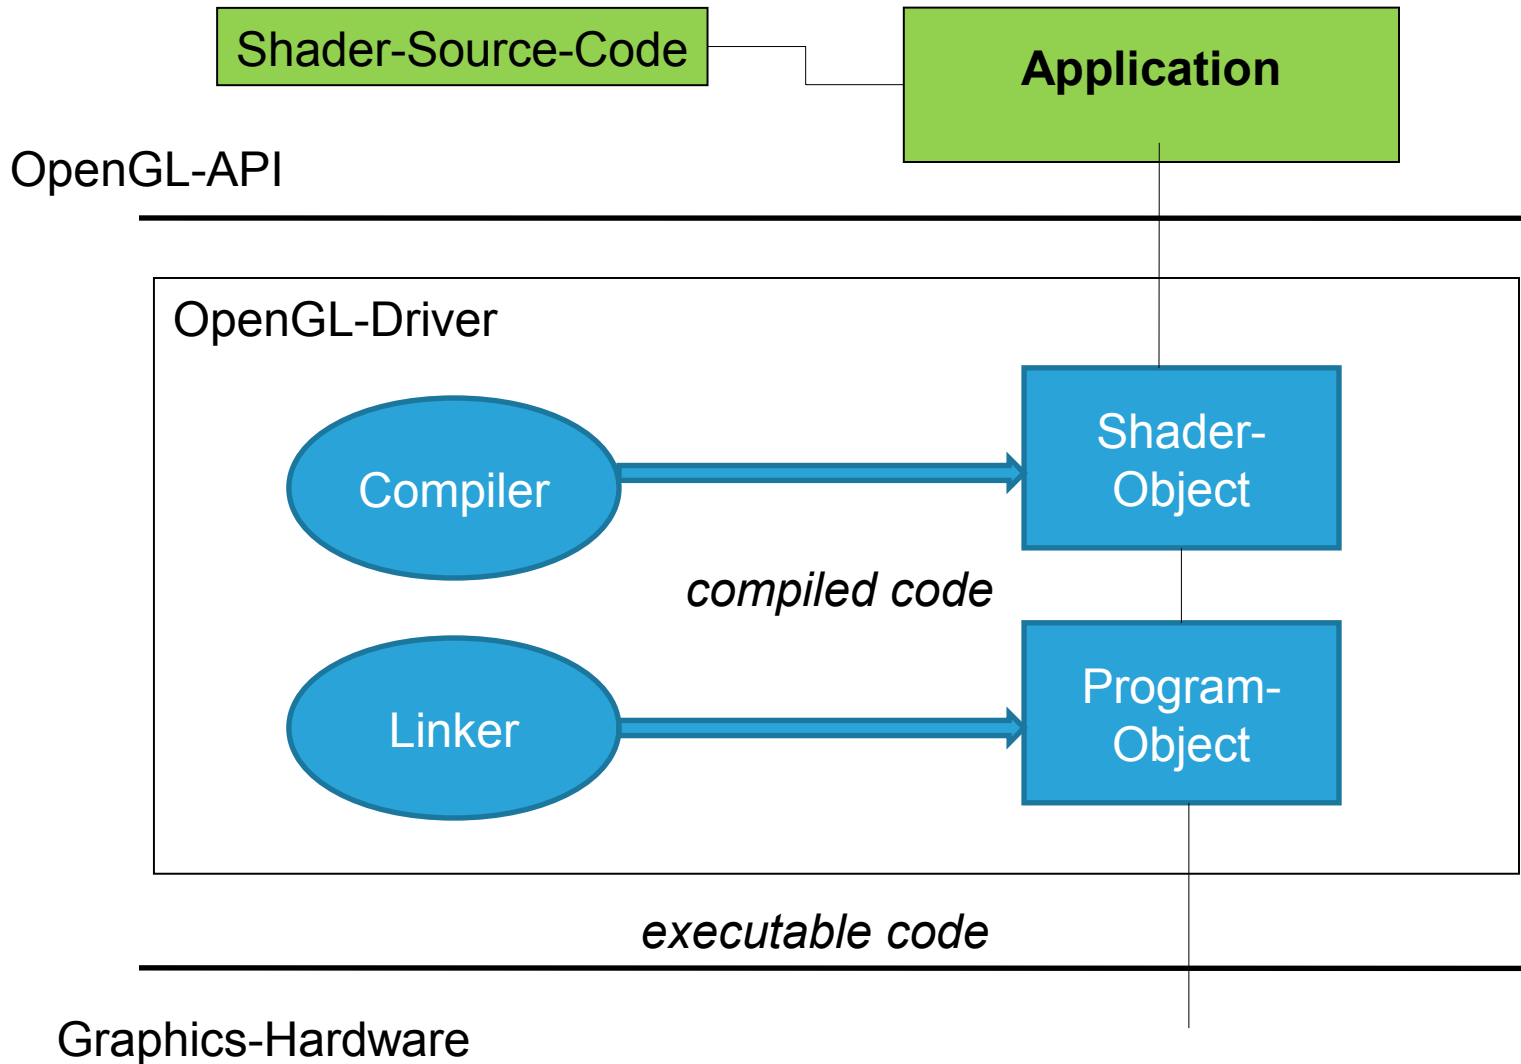 Shader-Source-Code
Application
OpenGL-API
OpenGL-Driver
Compiler
Shader-
Object
compiled code
Linker
Program-
Object
executable code
Graphics-Hardware